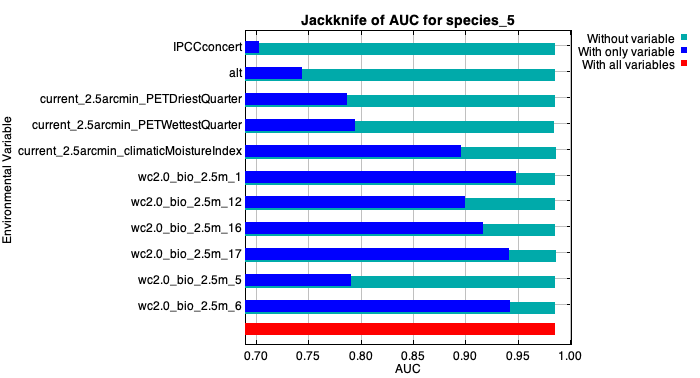 Jackknife of AUC for species_5
Environmental Variable
IPCCconcert
alt
current_2.5arcmin_PETDriestQuarter
current_2.5arcmin_PETWettestQuarter
current_2.5arcmin_climaticMoistureIndex
wc2.0_bio_2.5m_1
wc2.0_bio_2.5m_12
wc2.0_bio_2.5m_16
wc2.0_bio_2.5m_17
wc2.0_bio_2.5m_5
wc2.0_bio_2.5m_6
0.70 0.75 0.80 0.85 0.90 0.95 1.00
AUC
Without variable
With only variable
With all variables